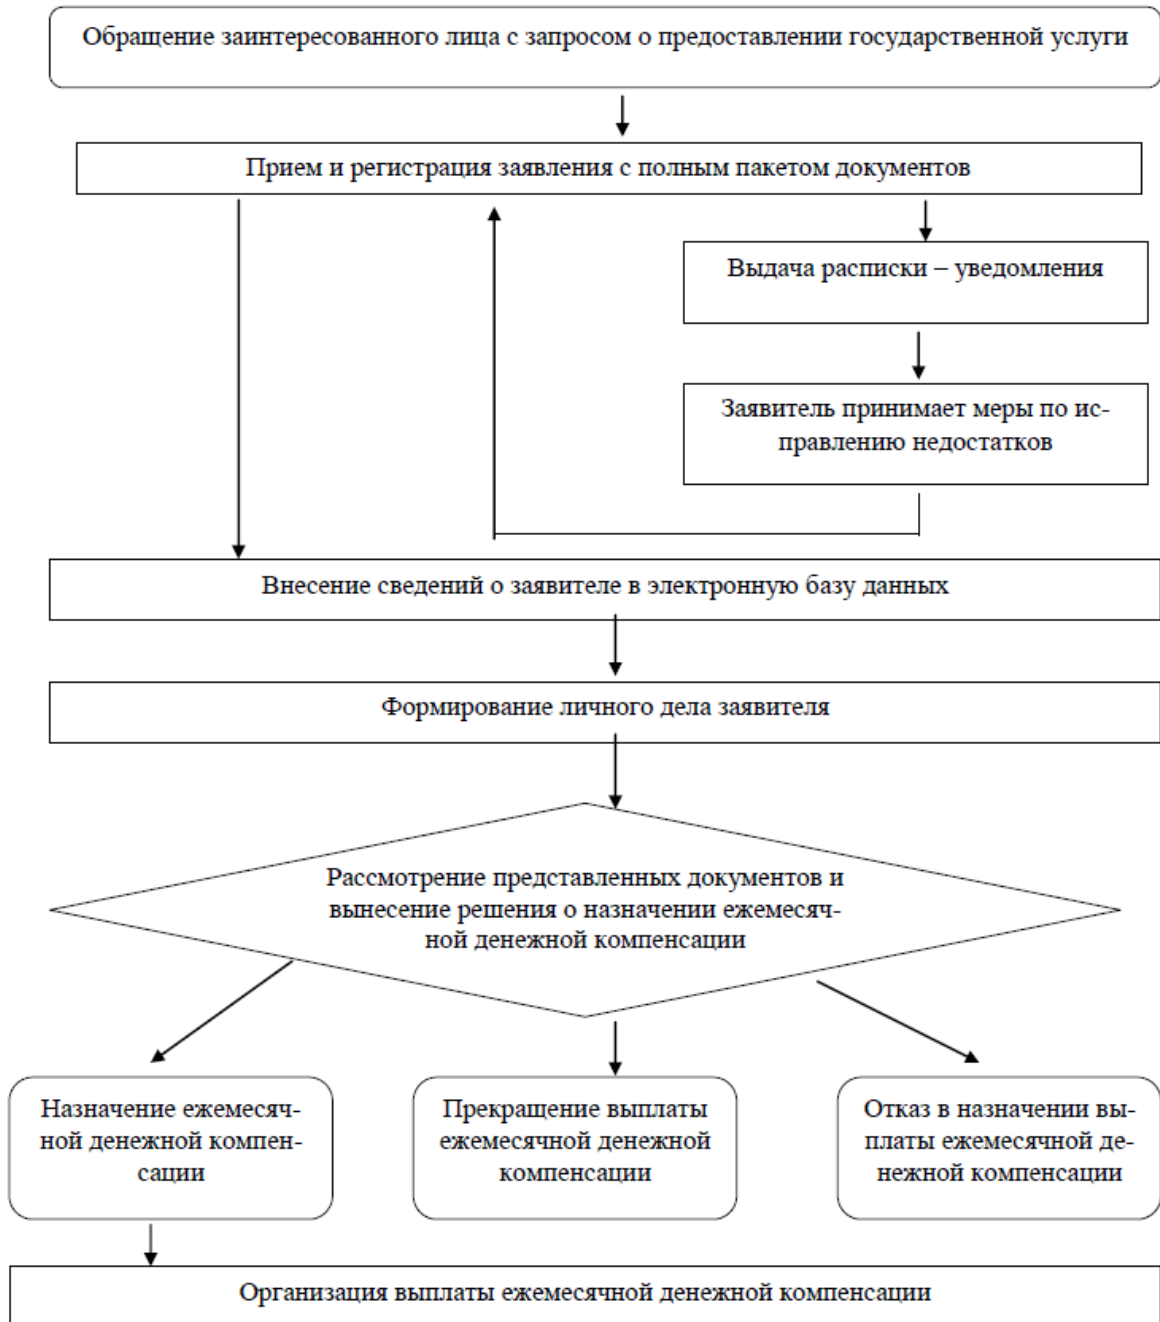 Обращение заинтересованного лица с запросом о предоставлении государственной услуги
Прием и регистрация заявления с полным пакетом документов
Выдача расписки – уведомления
Заявитель принимает меры по ис-
правлению недостатков
Внесение сведений о заявителе в электронную базу данных
Формирование личного дела заявителя
Рассмотрение представленных документов и
вынесение решения о назначении ежемесяч-
ной денежной компенсации
Назначение ежемесяч-
ной денежной компен-
сации
Прекращение выплаты
ежемесячной денежной
компенсации
Отказ в назначении вы-
платы ежемесячной де-
нежной компенсации
Организация выплаты ежемесячной денежной компенсации